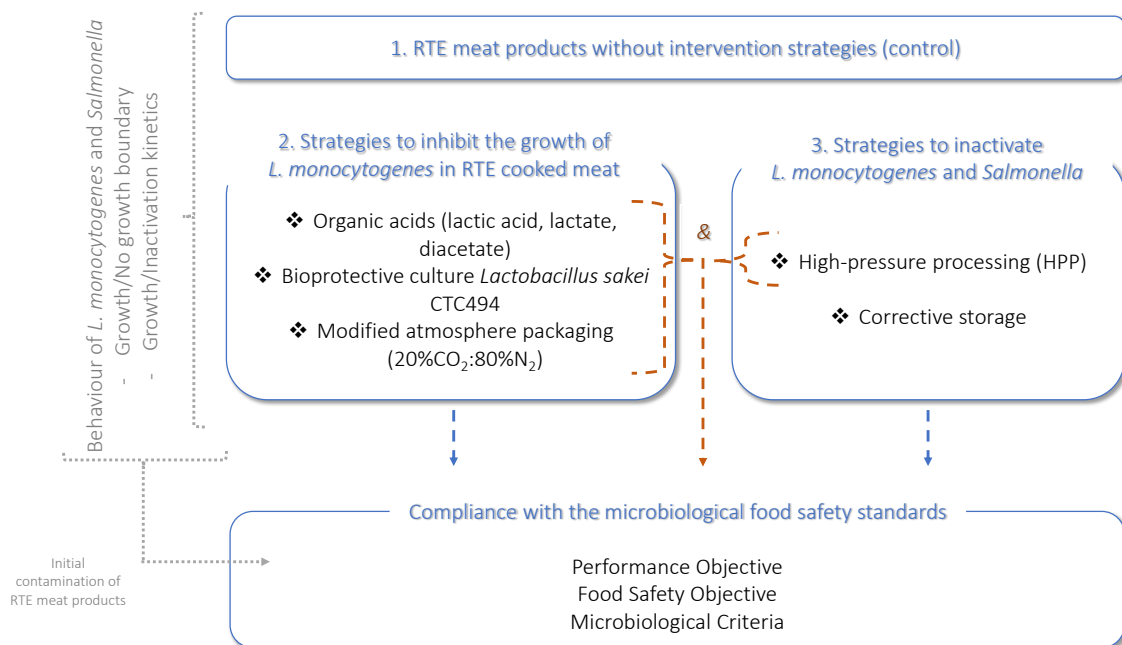 Behaviour of L. monocytogenes and Salmonella
- Growth/No growth boundary
- Growth/Inactivation kinetics
1. RTE meat products without intervention strategies (control)
2. Strategies to inhibit the growth of
L. monocytogenes in RTE cooked meat
❖ Organic acids (lactic acid, lactate,
diacetate)
❖ Bioprotective culture Lactobacillus sakei
CTC494
❖ Modified atmosphere packaging
(20%CO₂:80%N₂)
&
3. Strategies to inactivate
L. monocytogenes and Salmonella
❖ High-pressure processing (HPP)
❖ Corrective storage
Initial
contamination of
RTE meat products
Compliance with the microbiological food safety standards
Performance Objective
Food Safety Objective
Microbiological Criteria